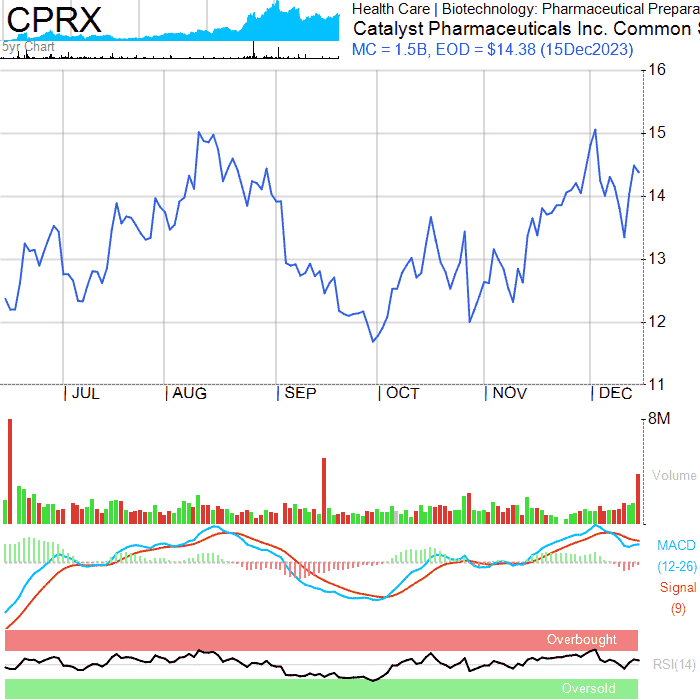 CPRX
Health Care | Biotechnology: Pharmaceutical Prepara
Catalyst Pharmaceuticals Inc. Common S
5yr Chart
MC = 1.5B, EOD = $14.38 (15Dec2023)
16
15
14
13
12
11
| JUL | AUG | SEP | OCT | NOV | DEC
8M
Volume
MACD
(12-26)
Signal
(9)
Overbought
RSI(14)
Oversold